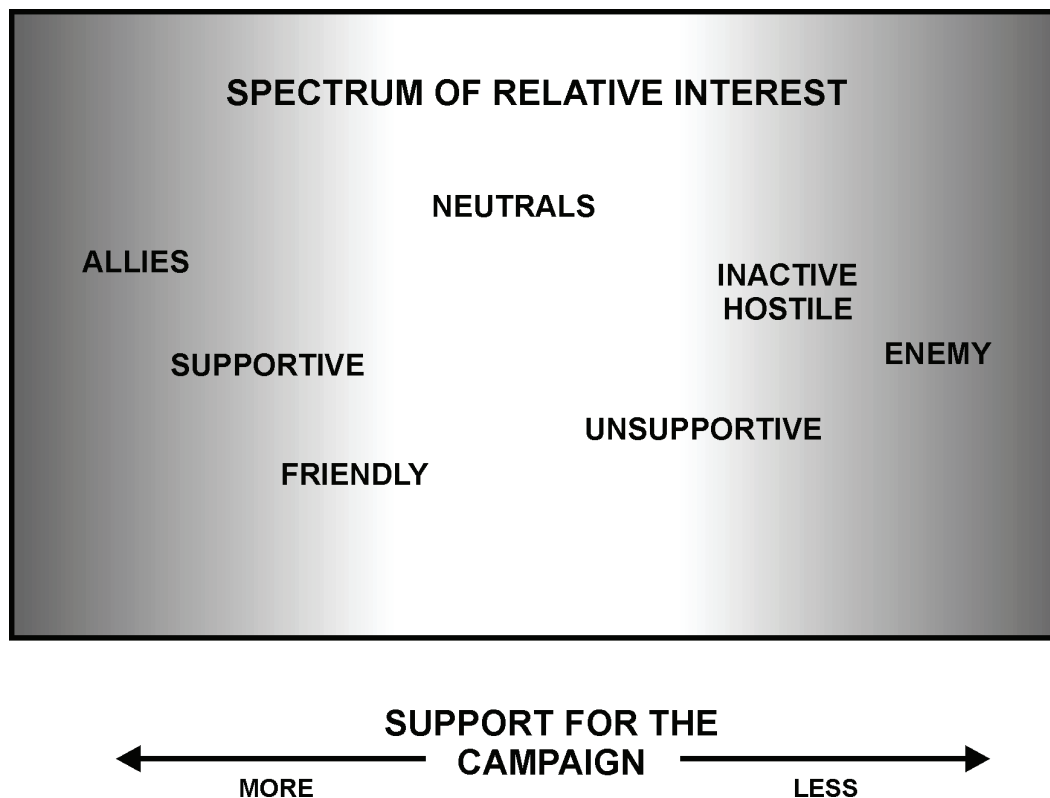 SPECTRUM OF RELATIVE INTEREST
NEUTRALS
ALLIES
INACTIVE
HOSTILE
ENEMY
SUPPORTIVE
UNSUPPORTIVE
FRIENDLY
SUPPORT FOR THE
CAMPAIGN
MORE
LESS